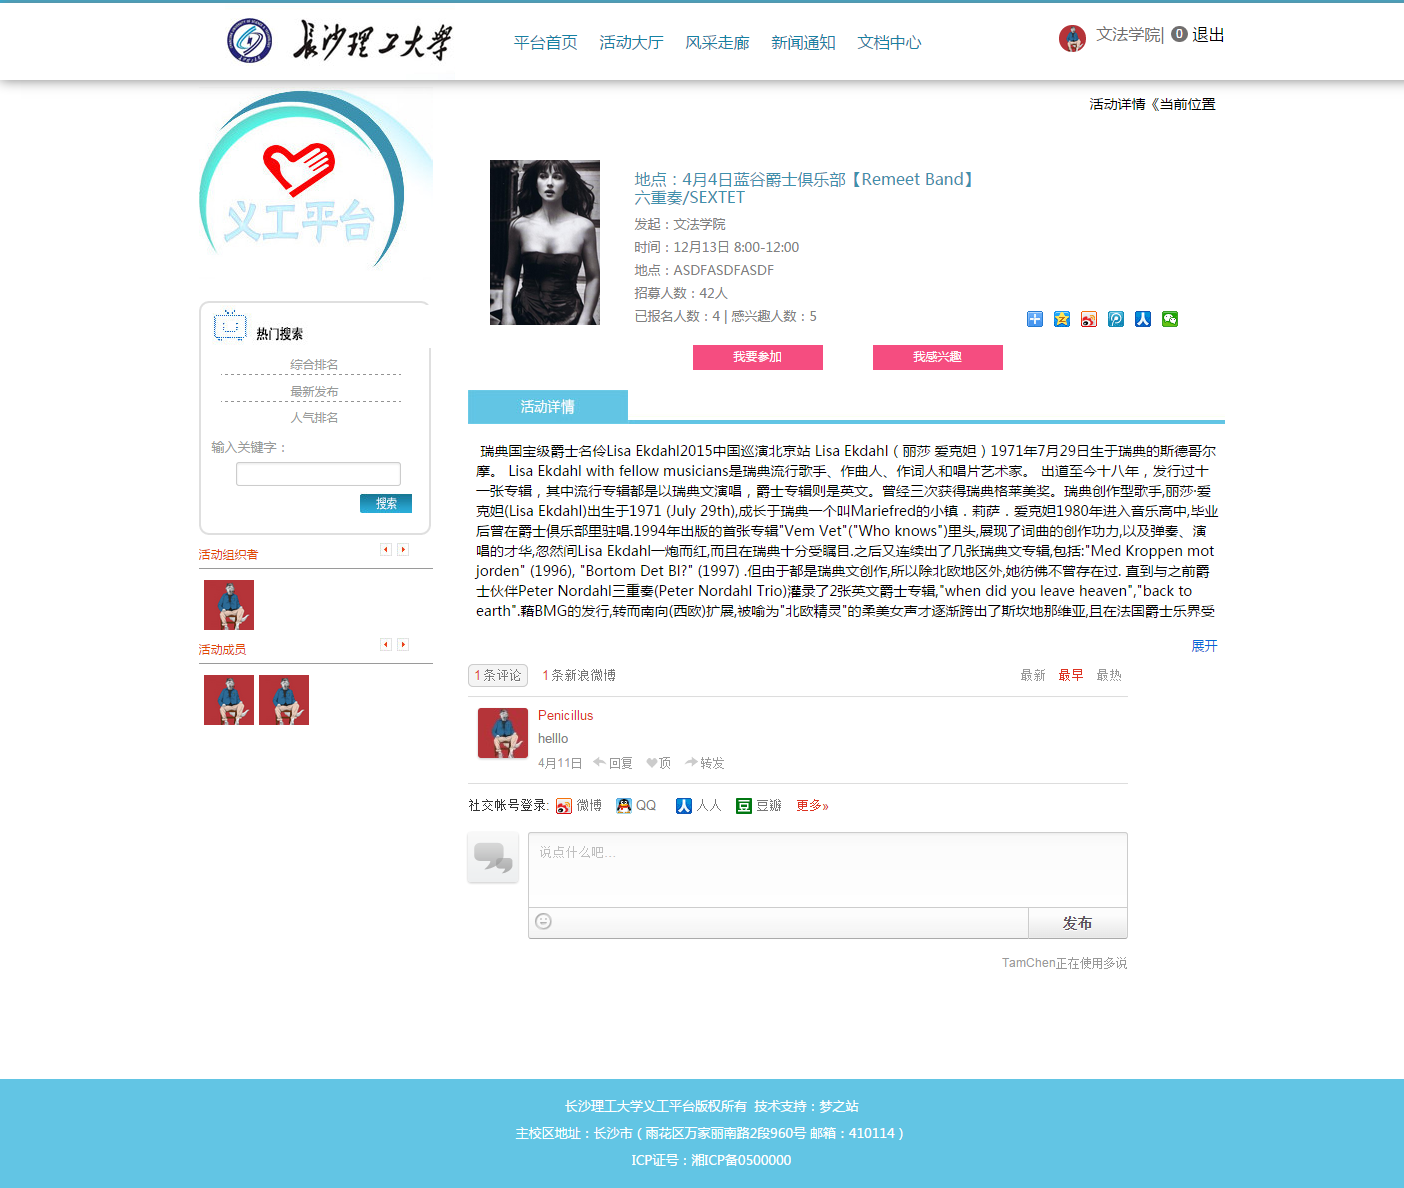 长沙理工大学
平台首页 活动大厅 风采走廊 新闻通知 文档中心
文法学院| 0 退出
义工平台
活动详情《当前位置
地点：4月4日蓝谷爵士俱乐部【Remeet Band】
六重奏/SEXTET
发起：文法学院
时间：12月13日 8:00-12:00
地点：ASDFASDFASDF
招募人数：42人
已报名人数：4 | 感兴趣人数：5
我要参加 我感兴趣
热门搜索
综合排名
最新发布
人气排名
输入关键字：
搜索
活动组织者
活动成员
活动详情
瑞典国宝级爵士名伶Lisa Ekdahl2015中国巡演北京站 Lisa Ekdahl（丽莎 爱克妲）1971年7月29日生于瑞典的斯德哥尔
摩。 Lisa Ekdahl with fellow musicians是瑞典流行歌手、作曲人、作词人和唱片艺术家。 出道至今十八年，发行过十
一张专辑，其中流行专辑都是以瑞典文演唱，爵士专辑则是英文。曾经三次获得瑞典格莱美奖。瑞典创作型歌手,丽莎·爱
克妲(Lisa Ekdahl)出生于1971 (July 29th),成长于瑞典一个叫Mariefred的小镇．莉萨．爱克妲1980年进入音乐高中,毕业
后曾在爵士俱乐部里驻唱.1994年出版的首张专辑"Vem Vet"("Who knows")里头,展现了词曲的创作功力,以及弹奏、演
唱的才华,忽然间Lisa Ekdahl一炮而红,而且在瑞典十分受瞩目.之后又连续出了几张瑞典文专辑,包括:"Med Kroppen mot
jorden" (1996), "Bortom Det Bl?" (1997) .但由于都是瑞典文创作,所以除北欧地区外,她彷佛不曾存在过. 直到与之前爵
士伙伴Peter Nordahl三重奏(Peter Nordahl Trio)灌录了2张英文爵士专辑,"when did you leave heaven","back to
earth".藉BMG的发行,转而南向(西欧)扩展,被喻为"北欧精灵"的柔美女声才逐渐跨出了斯坎地那维亚,且在法国爵士乐界受
展开
1条评论 1条新浪微博 最新 最早 最热
Penicillus
helllo
4月11日 回复 顶 转发
社交帐号登录: 微博 QQ 人人 豆瓣 更多»
说点什么吧...
发布
TamChen正在使用多说
长沙理工大学义工平台版权所有 技术支持：梦之站
主校区地址：长沙市（雨花区万家丽南路2段960号 邮箱：410114）
ICP证号：湘ICP备0500000